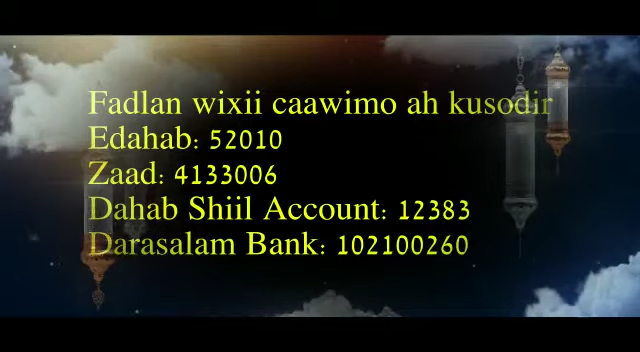 Fadlan wixii caawimo ah kusodir
Edahab: 52010
Zaad: 4133006
Dahab Shiil Account: 12383
Darasalam Bank: 102100260